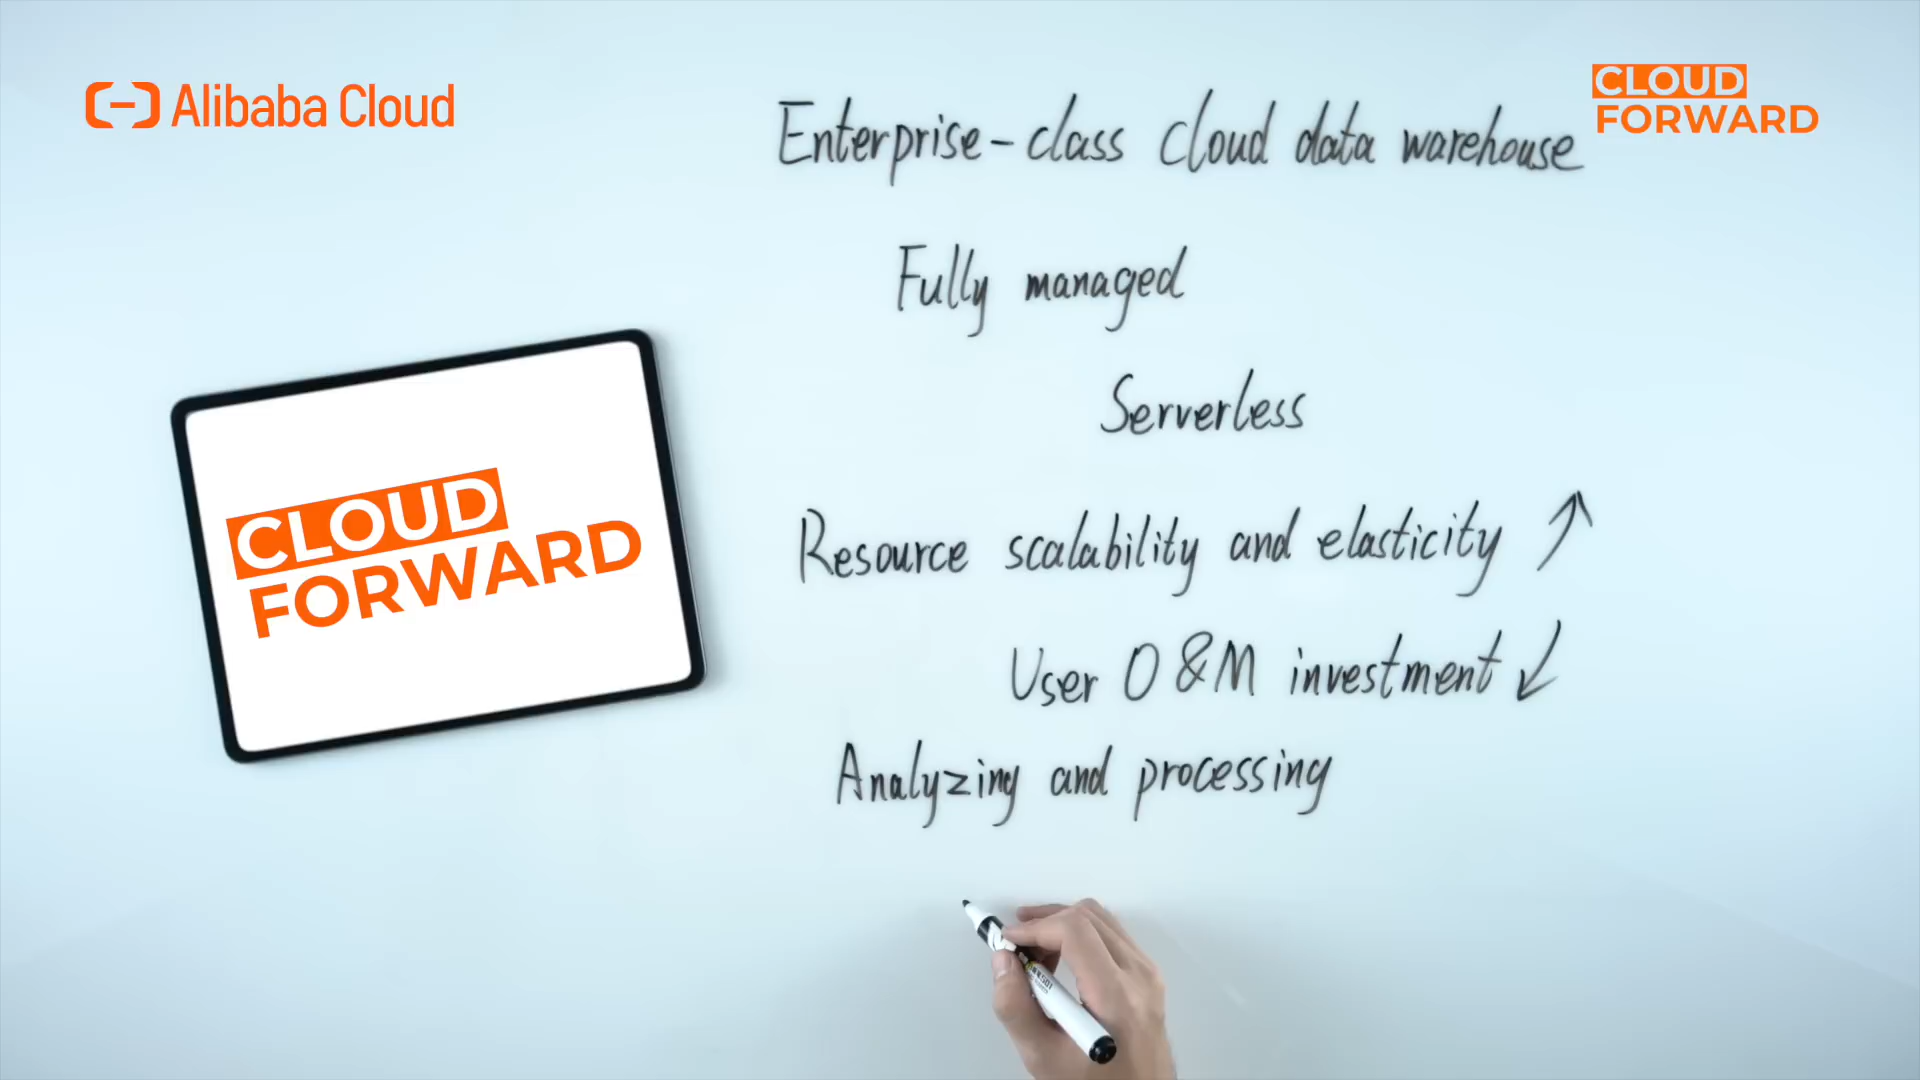 Alibaba Cloud
CLOUD
FORWARD
Enterprise-class cloud data warehouse
Fully managed
Serverless
CLOUD
FORWARD
Resource scalability and elasticity ↑
User O&M investment ↓
Analyzing and processing